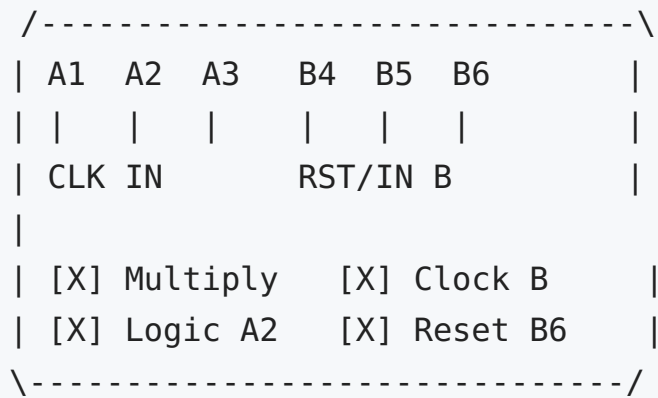 /-------------------------------\
| A1  A2  A3   B4  B5  B6       |
| |   |   |    |   |   |        |
| CLK IN       RST/IN B         |
|
| [X] Multiply   [X] Clock B     |
| [X] Logic A2   [X] Reset B6    |
\-------------------------------/